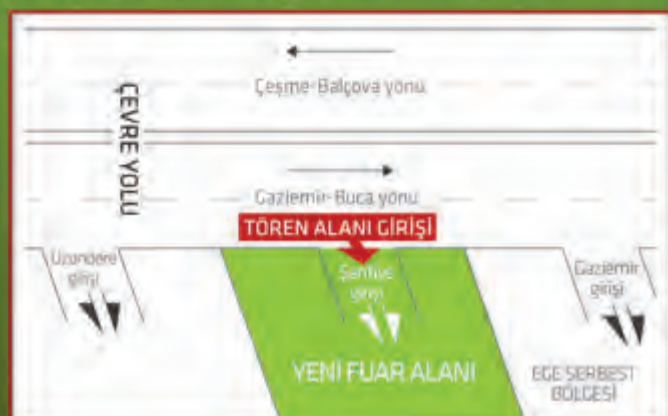 Çeşme-Balçova yönü
ÇEVRE YOLU
Gaziemir-Buca yönü
TÖREN ALANI GİRİŞİ
Uzundere
girişi
Şantiye
girişi
Gaziemir
girişi
YENİ FUAR ALANI
EGE SERBEST
BÖLGESİ